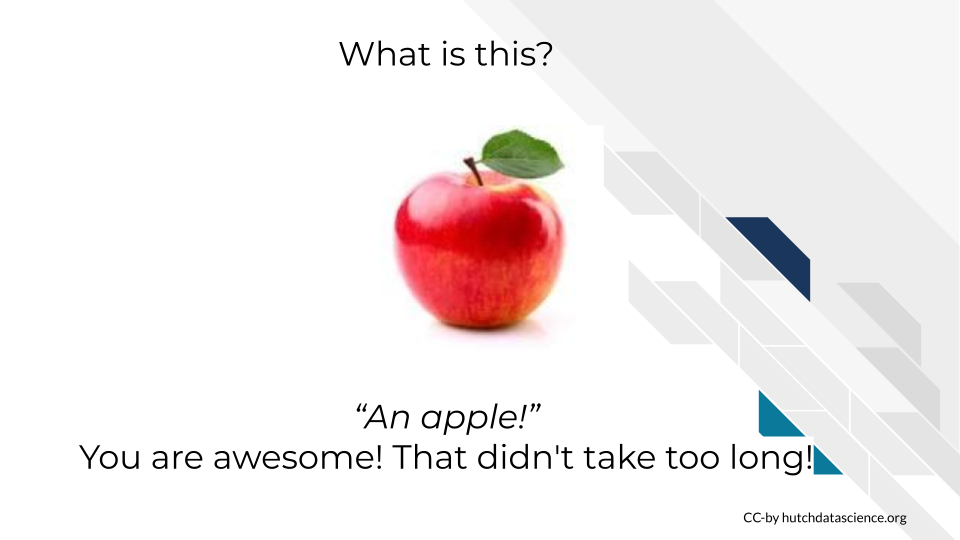 What is this?
“An apple!”
You are awesome! That didn't take too long!
CC-by hutchdatascience.org